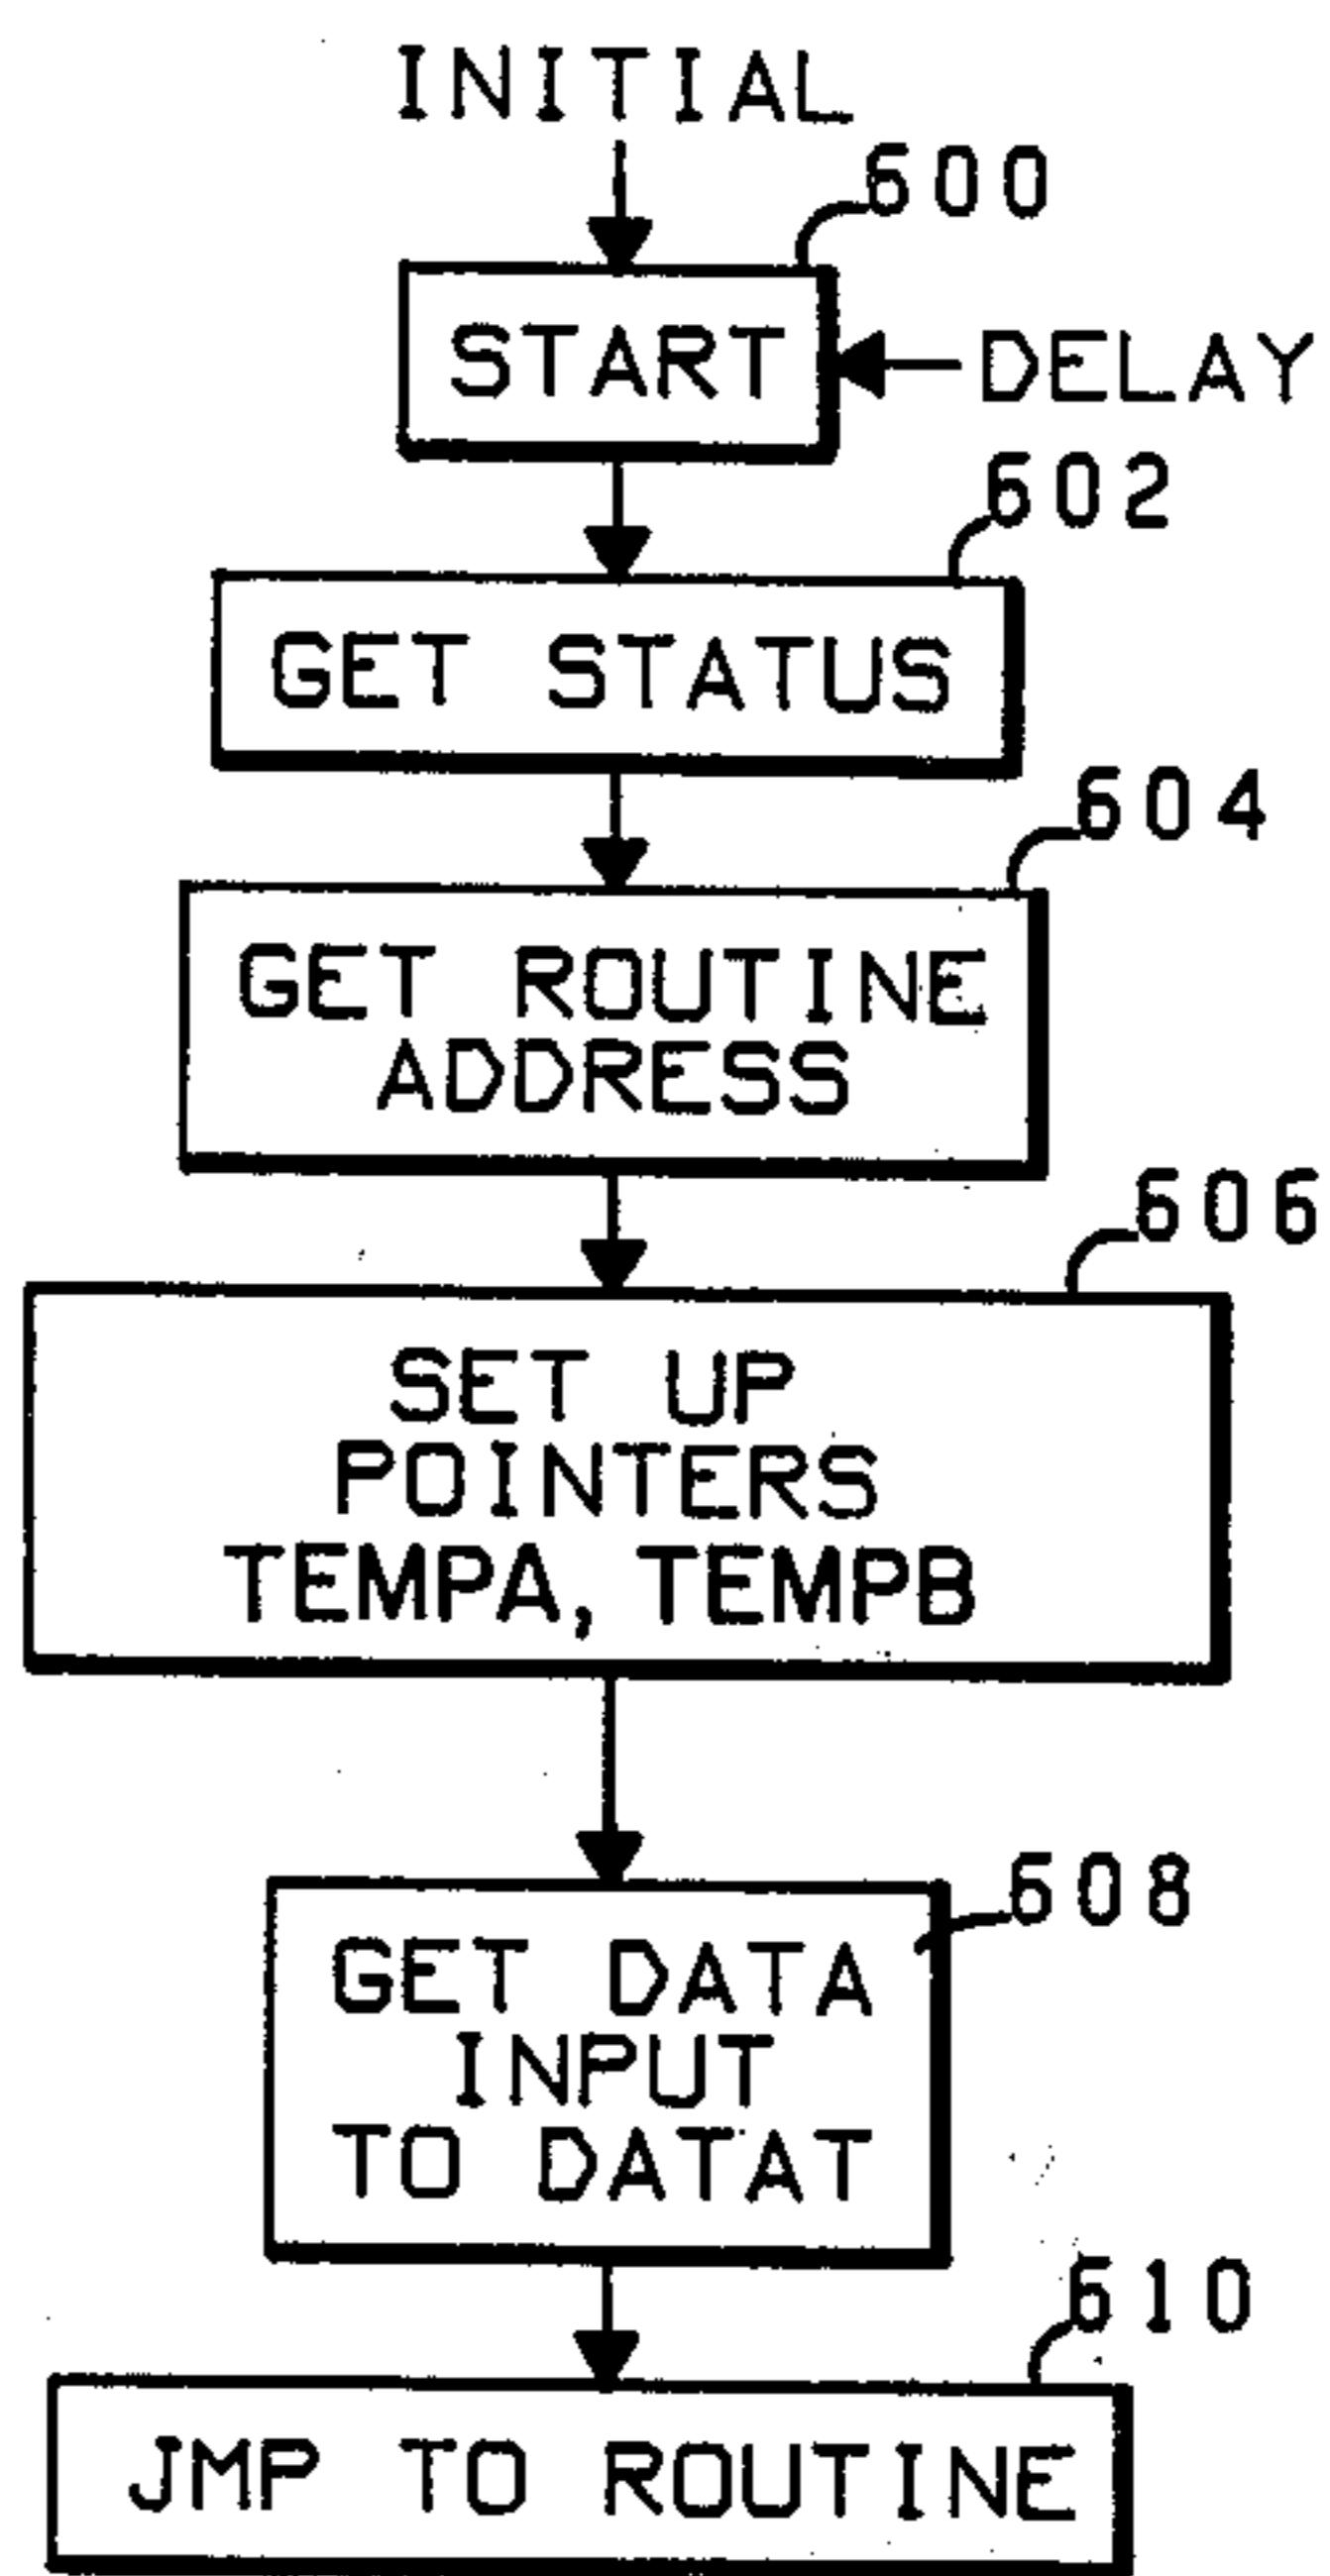 INITIAL
600
START
DELAY
602
GET STATUS
604
GET ROUTINE
ADDRESS
606
SET UP
POINTERS
TEMPA, TEMPB
608
GET DATA
INPUT
TO DATAT
610
JMP TO ROUTINE